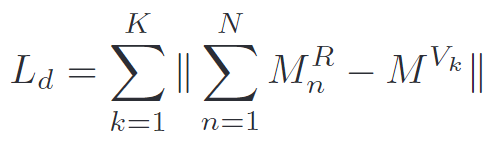 $L_d = \sum_{k=1}^{K} \| \sum_{n=1}^{N} M_n^R - M^{V_k} \|$